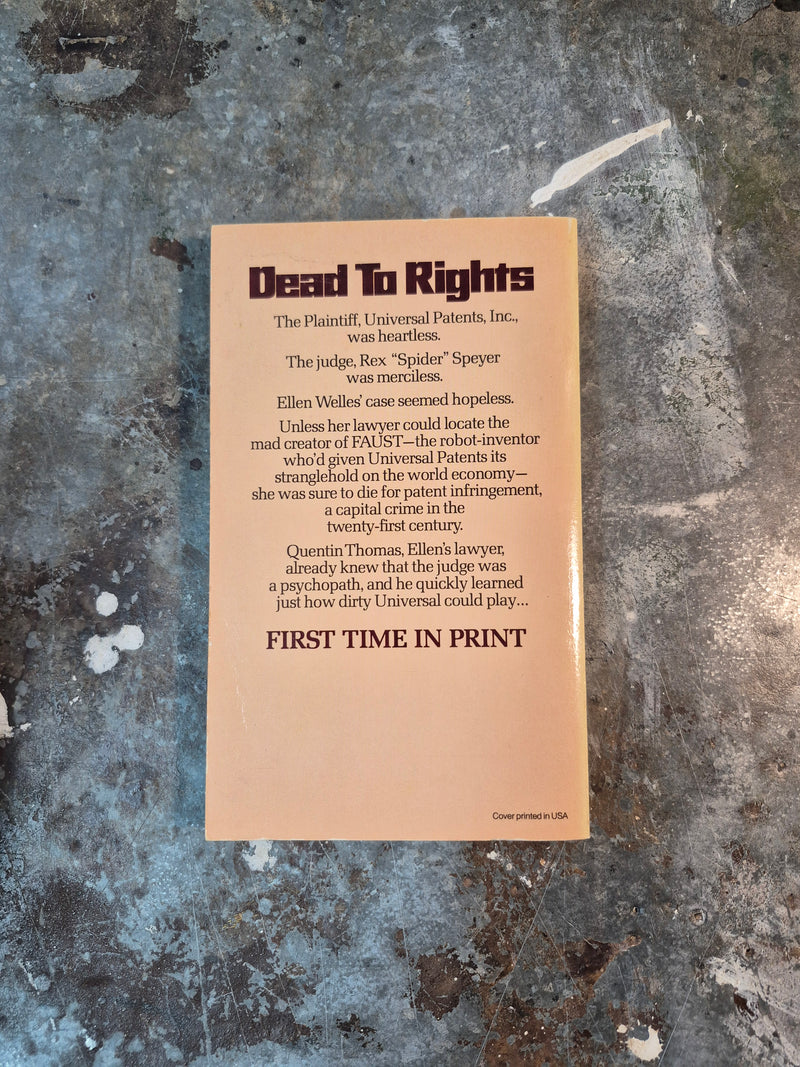 Dead To Rights
The Plaintiff, Universal Patents, Inc.,
was heartless.
The judge, Rex “Spider” Speyer
was merciless.
Ellen Welles’ case seemed hopeless.
Unless her lawyer could locate the
mad creator of FAUST—the robot-inventor
who’d given Universal Patents its
stranglehold on the world economy—
she was sure to die for patent infringement,
a capital crime in the
twenty-first century.
Quentin Thomas, Ellen’s lawyer,
already knew that the judge was
a psychopath, and he quickly learned
just how dirty Universal could play...
FIRST TIME IN PRINT
Cover printed in USA